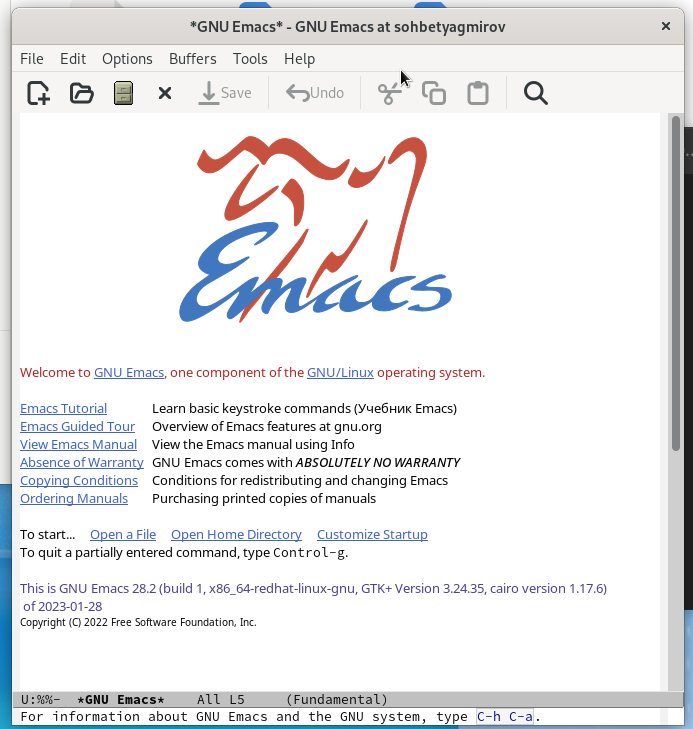 *GNU Emacs* - GNU Emacs at sohbetyagmirov
File Edit Options Buffers Tools Help
Save Undo
Emacs
Welcome to GNU Emacs, one component of the GNU/Linux operating system.
Emacs Tutorial Learn basic keystroke commands (Учебник Emacs)
Emacs Guided Tour Overview of Emacs features at gnu.org
View Emacs Manual View the Emacs manual using Info
Absence of Warranty GNU Emacs comes with ABSOLUTELY NO WARRANTY
Copying Conditions Conditions for redistributing and changing Emacs
Ordering Manuals Purchasing printed copies of manuals
To start... Open a File Open Home Directory Customize Startup
To quit a partially entered command, type Control-g.
This is GNU Emacs 28.2 (build 1, x86_64-redhat-linux-gnu, GTK+ Version 3.24.35, cairo version 1.17.6)
of 2023-01-28
Copyright (C) 2022 Free Software Foundation, Inc.
U:%%- *GNU Emacs* All L5 (Fundamental)
For information about GNU Emacs and the GNU system, type C-h C-a.